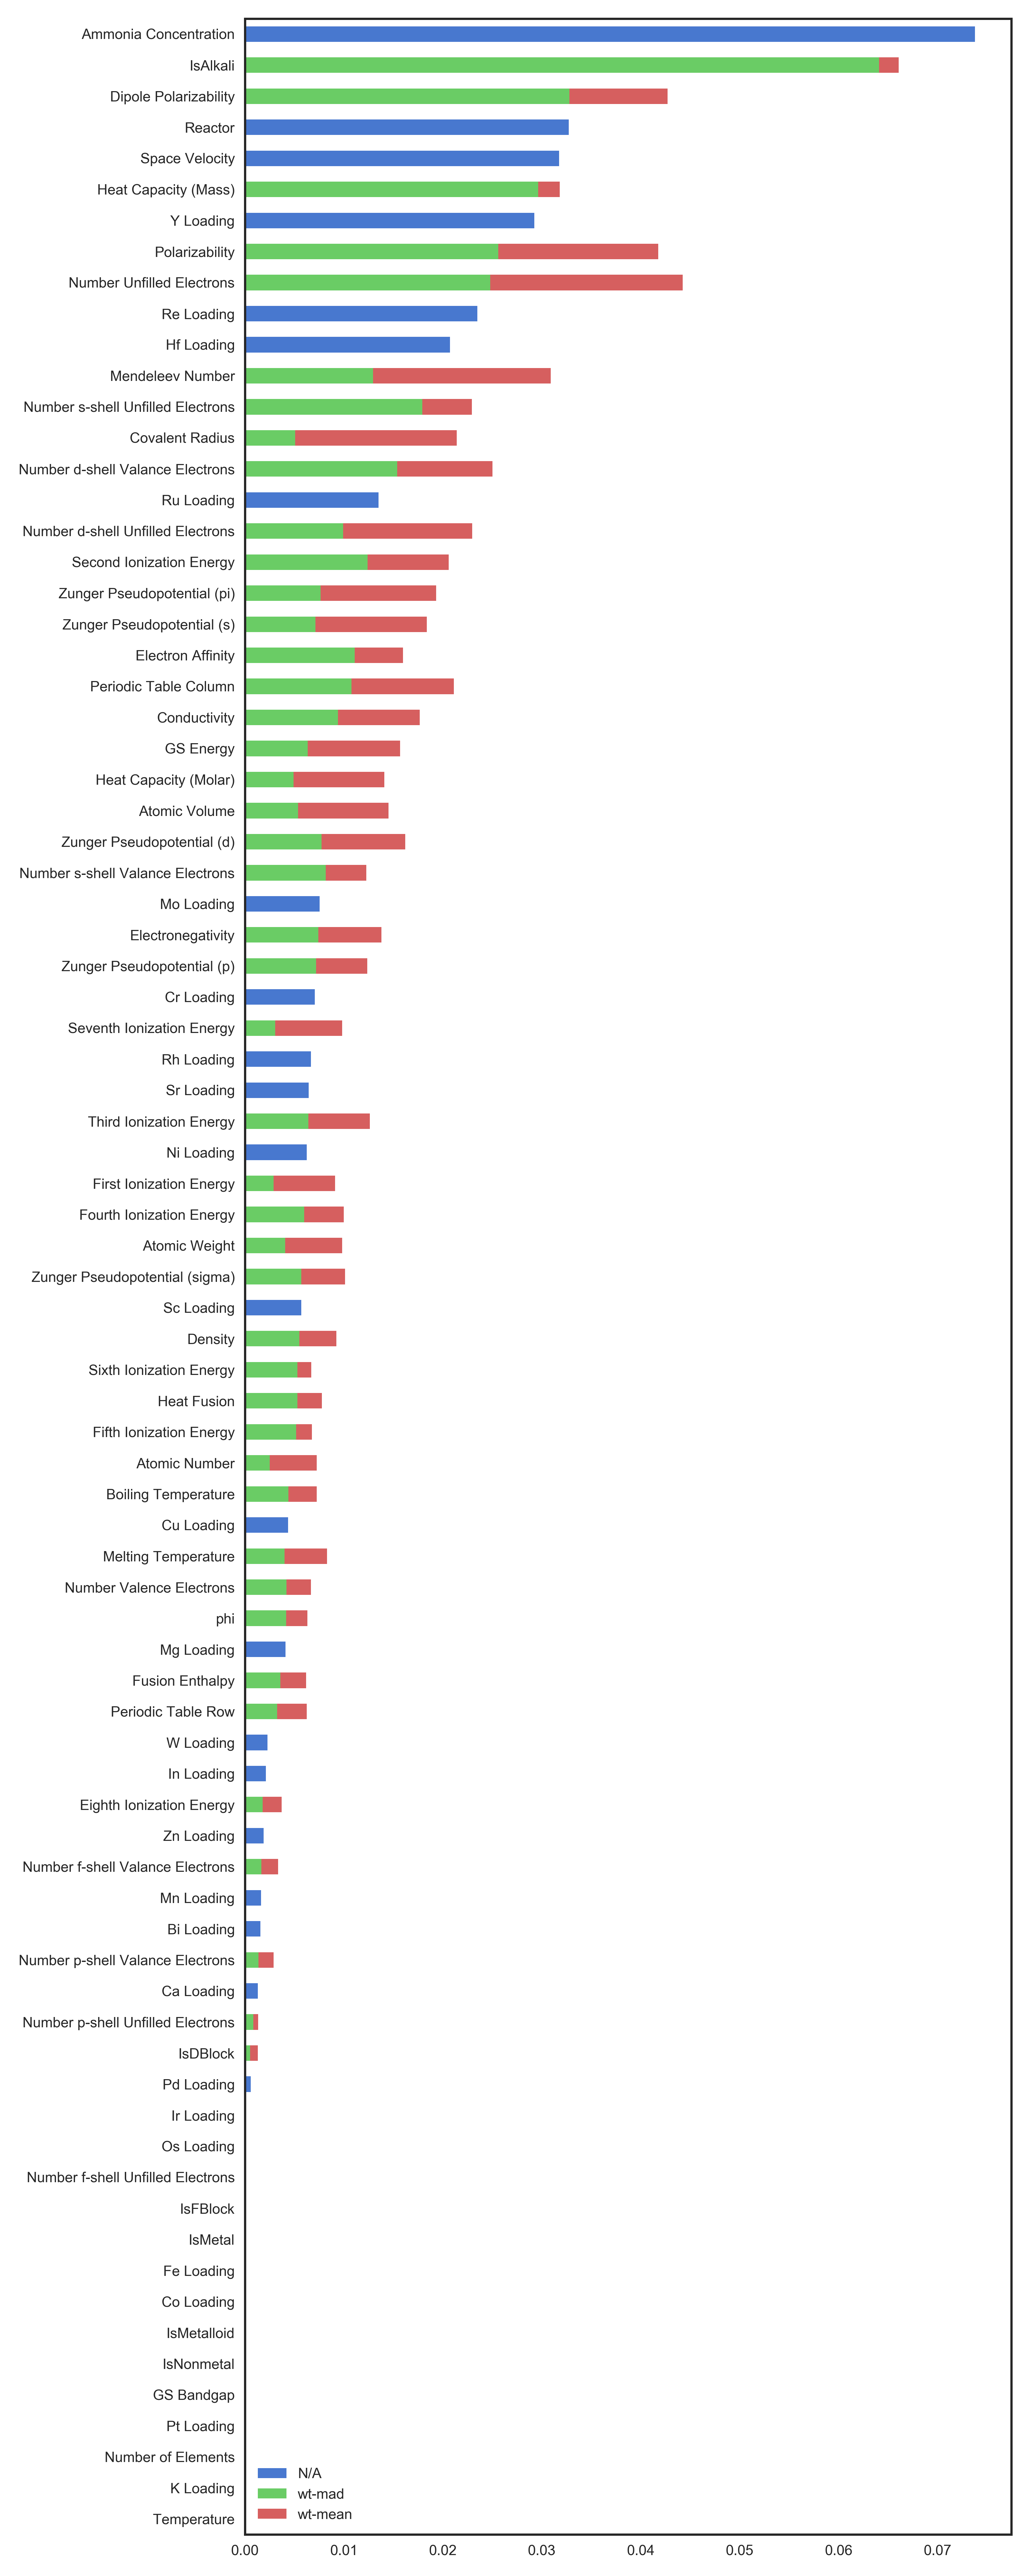 Ammonia Concentration
IsAlkali
Dipole Polarizability
Reactor
Space Velocity
Heat Capacity (Mass)
Y Loading
Polarizability
Number Unfilled Electrons
Re Loading
Hf Loading
Mendeleev Number
Number s-shell Unfilled Electrons
Covalent Radius
Number d-shell Valance Electrons
Ru Loading
Number d-shell Unfilled Electrons
Second Ionization Energy
Zunger Pseudopotential (pi)
Zunger Pseudopotential (s)
Electron Affinity
Periodic Table Column
Conductivity
GS Energy
Heat Capacity (Molar)
Atomic Volume
Zunger Pseudopotential (d)
Number s-shell Valance Electrons
Mo Loading
Electronegativity
Zunger Pseudopotential (p)
Cr Loading
Seventh Ionization Energy
Rh Loading
Sr Loading
Third Ionization Energy
Ni Loading
First Ionization Energy
Fourth Ionization Energy
Atomic Weight
Zunger Pseudopotential (sigma)
Sc Loading
Density
Sixth Ionization Energy
Heat Fusion
Fifth Ionization Energy
Atomic Number
Boiling Temperature
Cu Loading
Melting Temperature
Number Valence Electrons
phi
Mg Loading
Fusion Enthalpy
Periodic Table Row
W Loading
In Loading
Eighth Ionization Energy
Zn Loading
Number f-shell Valance Electrons
Mn Loading
Bi Loading
Number p-shell Valance Electrons
Ca Loading
Number p-shell Unfilled Electrons
IsDBlock
Pd Loading
Ir Loading
Os Loading
Number f-shell Unfilled Electrons
IsFBlock
IsMetal
Fe Loading
Co Loading
IsMetalloid
IsNonmetal
GS Bandgap
Pt Loading
Number of Elements
K Loading
Temperature
N/A
wt-mad
wt-mean
0.00 0.01 0.02 0.03 0.04 0.05 0.06 0.07